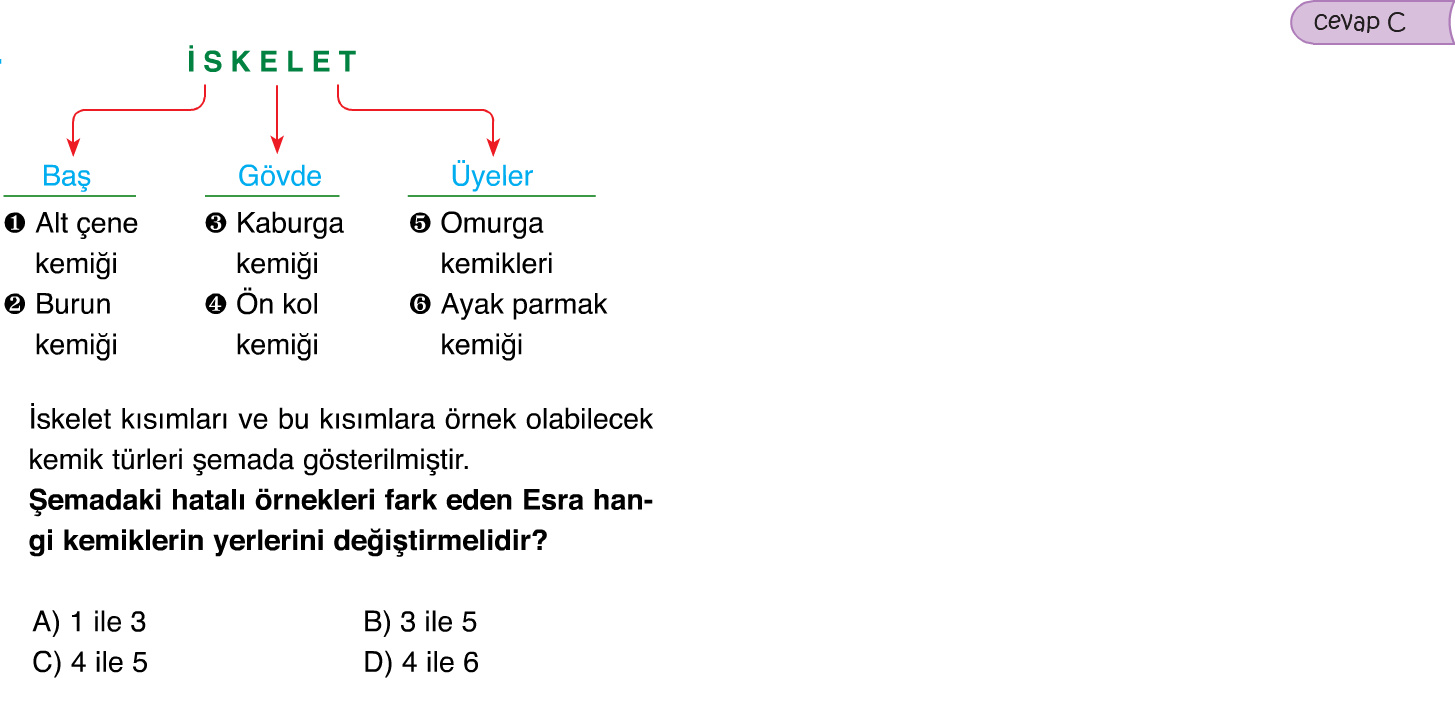 cevap C
İSKELET
Baş Gövde Üyeler
❶ Alt çene ❸ Kaburga ❺ Omurga
kemiği kemiği kemikleri
❷ Burun ❹ Ön kol ❻ Ayak parmak
kemiği kemiği kemiği
İskelet kısımları ve bu kısımlara örnek olabilecek
kemik türleri şemada gösterilmiştir.
Şemadaki hatalı örnekleri fark eden Esra han-
gi kemiklerin yerlerini değiştirmelidir?
A) 1 ile 3 B) 3 ile 5
C) 4 ile 5 D) 4 ile 6